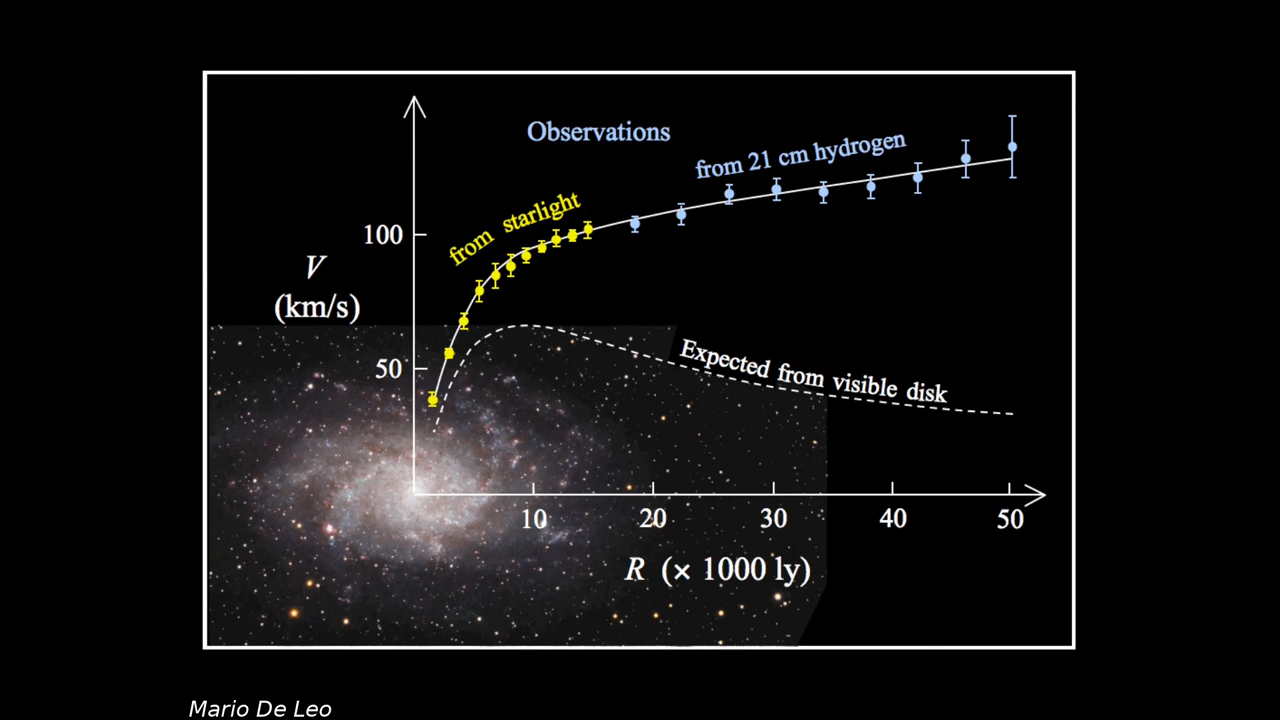 Observations
from 21 cm hydrogen
from starlight
100
V
(km/s)
50
Expected from visible disk
10 20 30 40 50
R (× 1000 ly)
Mario De Leo